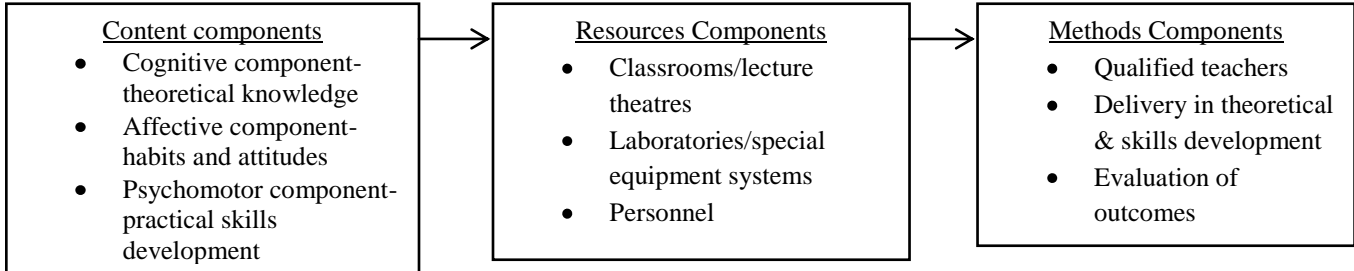 Content components
• Cognitive component-
theoretical knowledge
• Affective component-
habits and attitudes
• Psychomotor component-
practical skills
development
Resources Components
• Classrooms/lecture
theatres
• Laboratories/special
equipment systems
• Personnel
Methods Components
• Qualified teachers
• Delivery in theoretical
& skills development
• Evaluation of
outcomes